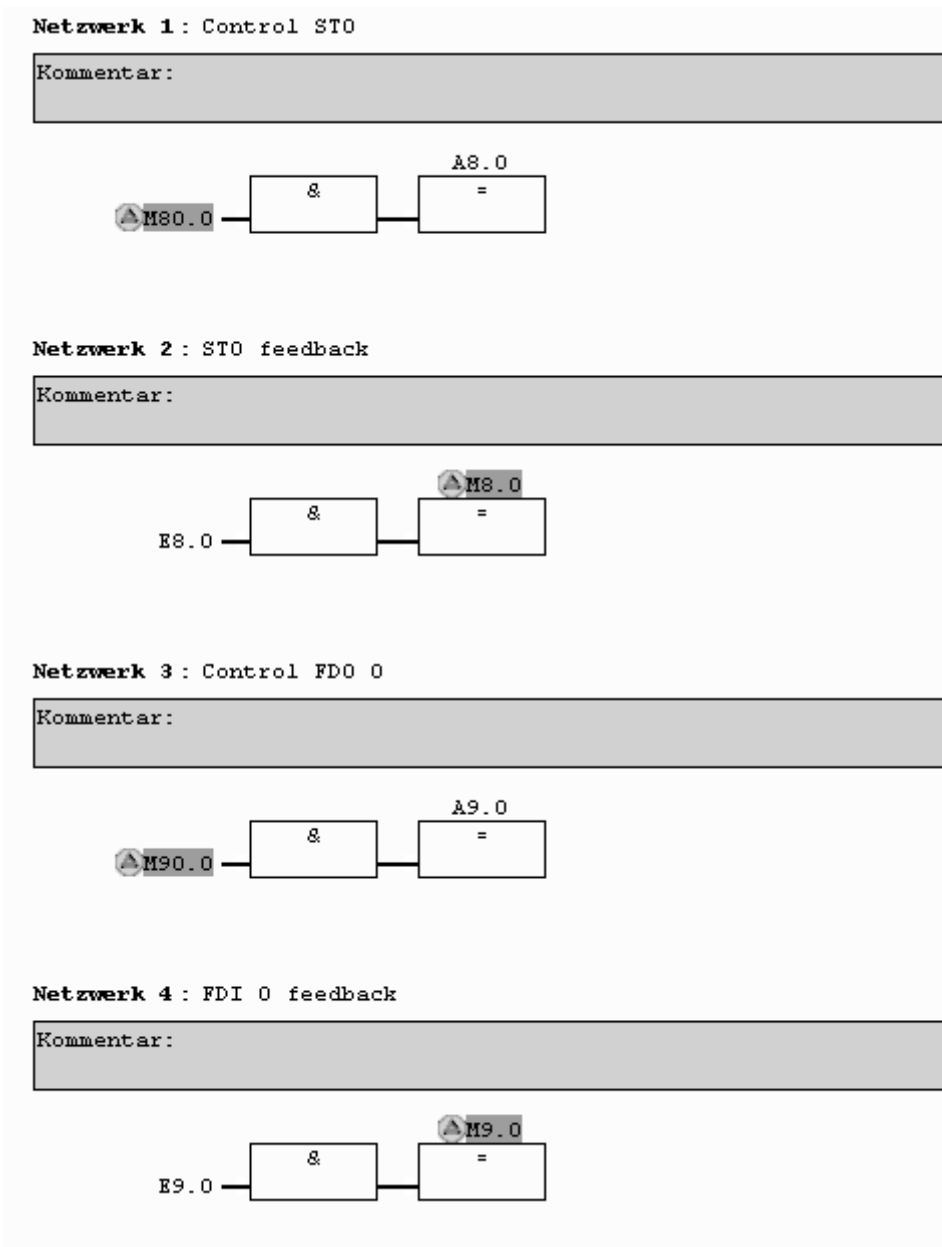 Netzwerk 1 : Control STO
Kommentar:
A8.0
& =
M80.0
Netzwerk 2 : STO feedback
Kommentar:
M8.0
& =
E8.0
Netzwerk 3 : Control FDO 0
Kommentar:
A9.0
& =
M90.0
Netzwerk 4 : FDI 0 feedback
Kommentar:
M9.0
& =
E9.0